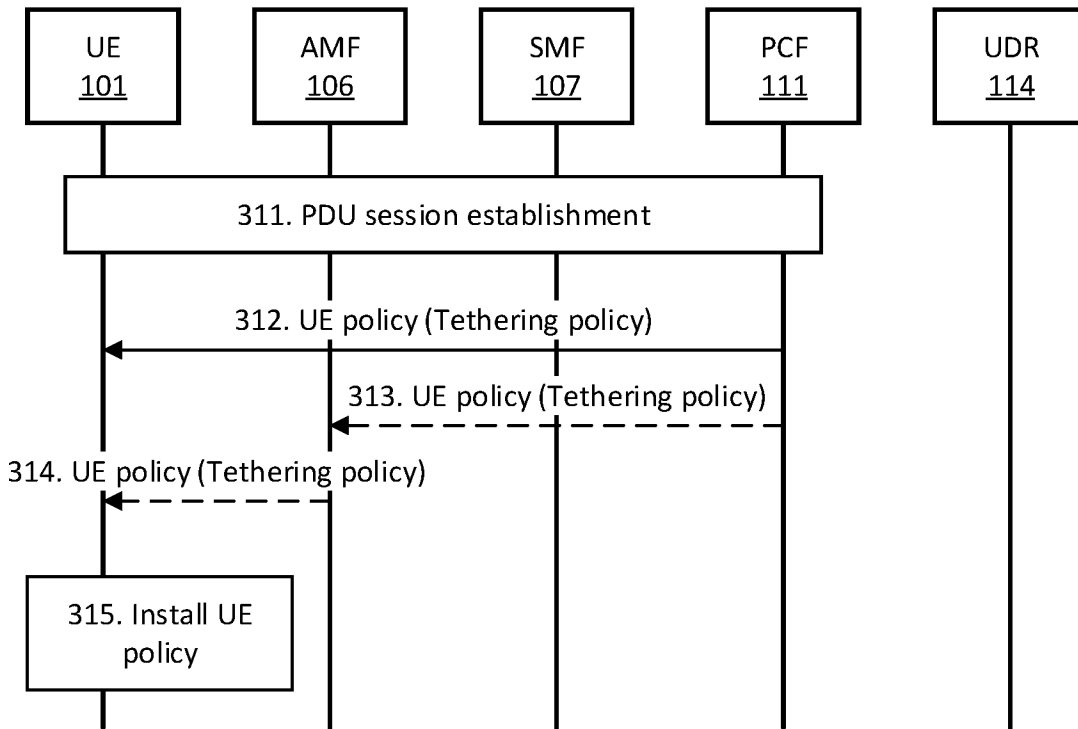 UE
101
AMF
106
SMF
107
PCF
111
UDR
114
311. PDU session establishment
312. UE policy (Tethering policy)
313. UE policy (Tethering policy)
314. UE policy (Tethering policy)
315. Install UE
policy